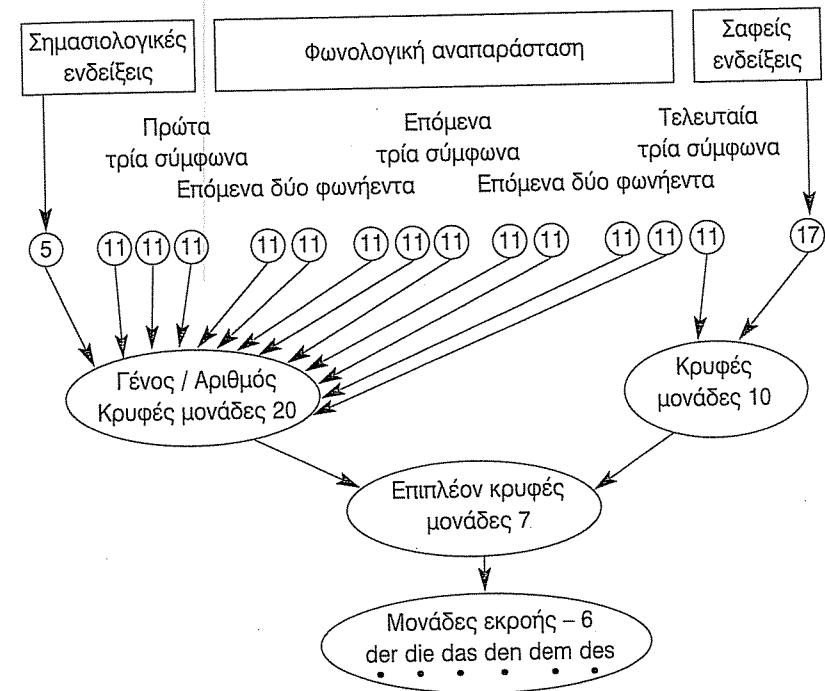 Σημασιολογικές
ενδείξεις
Φωνολογική αναπαράσταση
Σαφείς
ενδείξεις
Πρώτα
τρία σύμφωνα
Επόμενα
τρία σύμφωνα
Τελευταία
τρία σύμφωνα
Επόμενα δύο φωνήεντα
Επόμενα δύο φωνήεντα
5 11 11 11 11 11 11 11 11 11 11 11 11 11 17
Γένος / Αριθμός
Κρυφές μονάδες 20
Κρυφές
μονάδες 10
Επιπλέον κρυφές
μονάδες 7
Μονάδες εκροής – 6
der die das den dem des